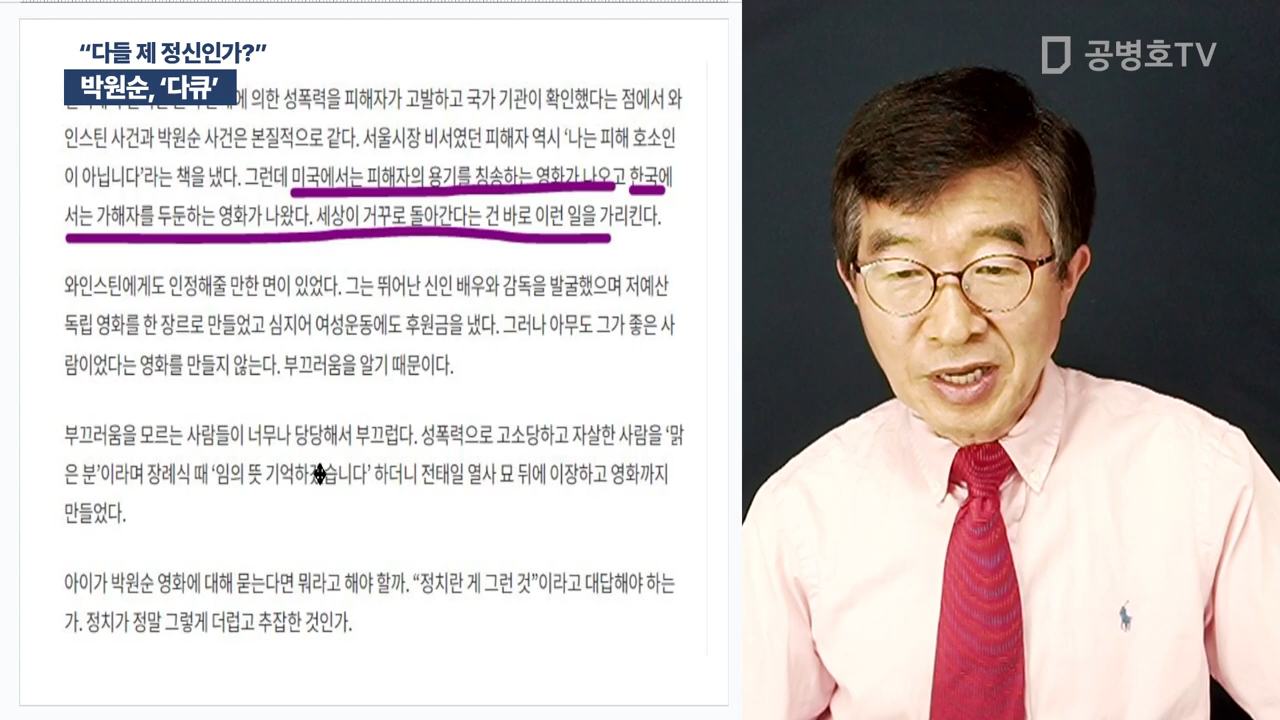 “다들 제 정신인가?”
박원순, ‘다큐’
공병호TV
에 의한 성폭력을 피해자가 고발하고 국가 기관이 확인했다는 점에서 와
인스틴 사건과 박원순 사건은 본질적으로 같다. 서울시장 비서였던 피해자 역시 ‘나는 피해 호소인
이 아닙니다’라는 책을 냈다. 그런데 미국에서는 피해자의 용기를 칭송하는 영화가 나오고 한국에
서는 가해자를 두둔하는 영화가 나왔다. 세상이 거꾸로 돌아간다는 건 바로 이런 일을 가리킨다.
와인스틴에게도 인정해줄 만한 면이 있었다. 그는 뛰어난 신인 배우와 감독을 발굴했으며 저예산
독립 영화를 한 장르로 만들었고 심지어 여성운동에도 후원금을 냈다. 그러나 아무도 그가 좋은 사
람이었다는 영화를 만들지 않는다. 부끄러움을 알기 때문이다.
부끄러움을 모르는 사람들이 너무나 당당해서 부끄럽다. 성폭력으로 고소당하고 자살한 사람을 ‘맑
은 분’이라며 장례식 때 ‘임의 뜻 기억하겠습니다’ 하더니 전태일 열사 묘 뒤에 이장하고 영화까지
만들었다.
아이가 박원순 영화에 대해 묻는다면 뭐라고 해야 할까. “정치란 게 그런 것”이라고 대답해야 하는
가. 정치가 정말 그렇게 더럽고 추잡한 것인가.